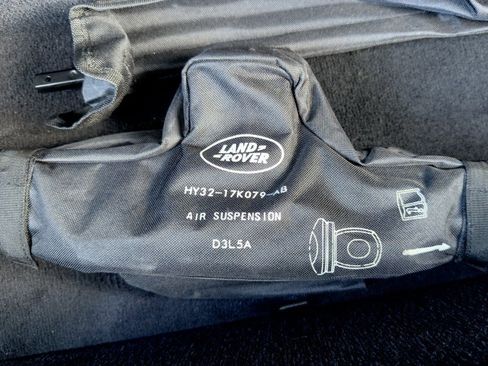 LAND
ROVER
HY32-17K079-AB
AIR SUSPENSION
D3L5A